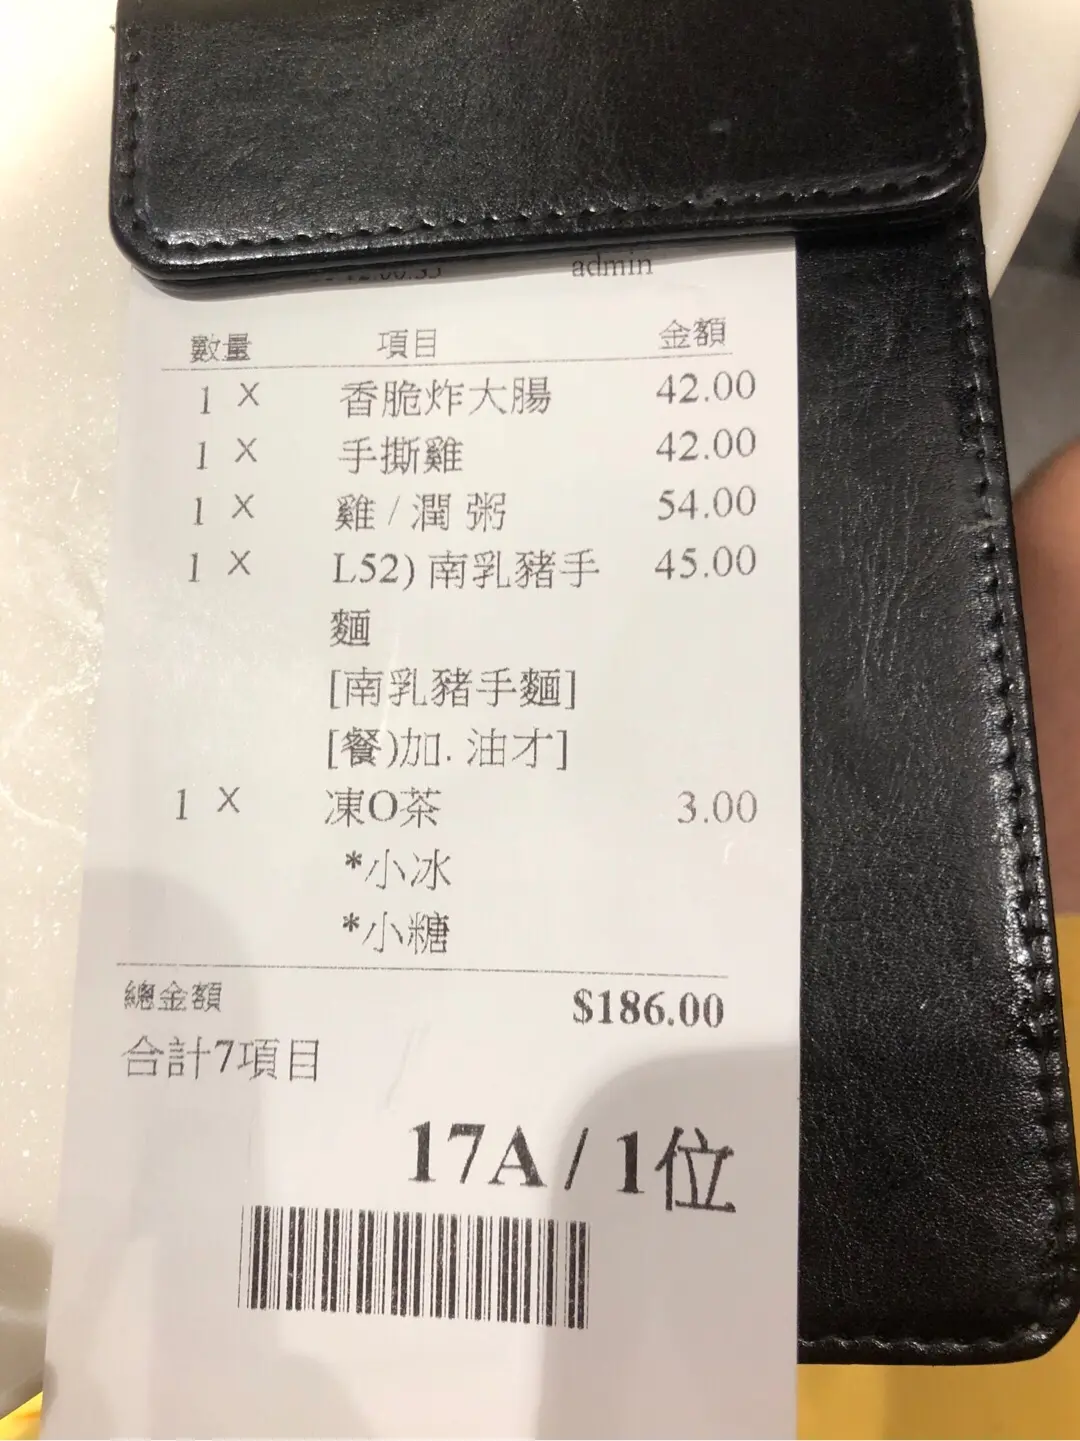 admin
數量 項目 金額
1 X 香脆炸大腸 42.00
1 X 手撕雞 42.00
1 X 雞 / 潤 粥 54.00
1 X L52) 南乳豬手 45.00
麵
[南乳豬手麵]
[餐)加. 油才]
1 X 凍O茶 3.00
*小冰
*小糖
總金額 $186.00
合計7項目
17A / 1位